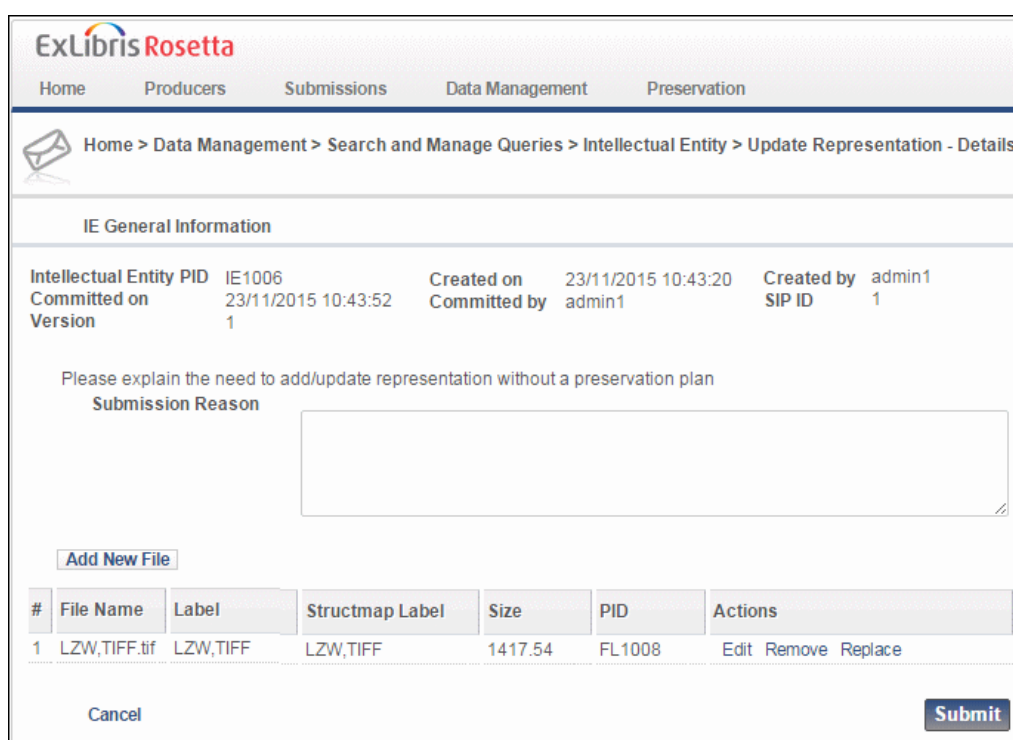 ExLibris Rosetta
Home Producers Submissions Data Management Preservation
Home > Data Management > Search and Manage Queries > Intellectual Entity > Update Representation - Details
IE General Information
Intellectual Entity PID IE1006 Created on 23/11/2015 10:43:20 Created by admin1
Committed on 23/11/2015 10:43:52 Committed by admin1 SIP ID 1
Version 1
Please explain the need to add/update representation without a preservation plan
Submission Reason
Add New File
# File Name Label Structmap Label Size PID Actions
1 LZW,TIFF.tif LZW,TIFF LZW,TIFF 1417.54 FL1008 Edit Remove Replace
Cancel Submit